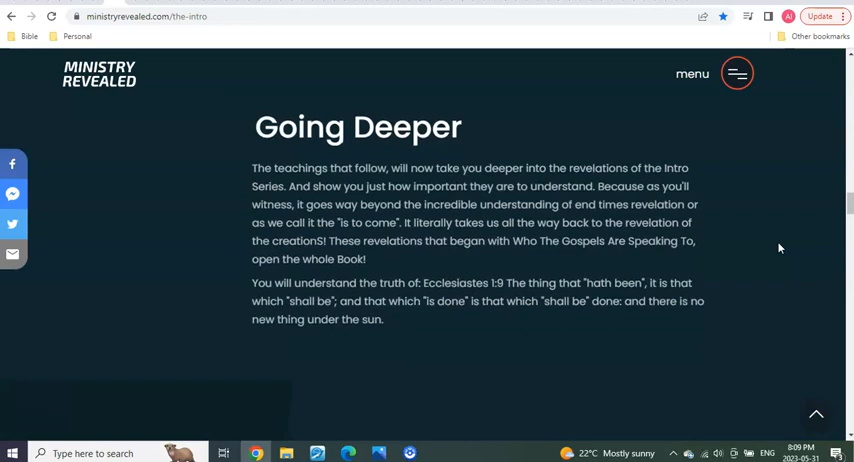 ministryrevealed.com/the-intro
AI
Update
Bible
Personal
Other bookmarks
MINISTRY
REVEALED
menu
Going Deeper
The teachings that follow, will now take you deeper into the revelations of the Intro
Series. And show you just how important they are to understand. Because as you'll
witness, it goes way beyond the incredible understanding of end times revelation or
as we call it the "is to come". It literally takes us all the way back to the revelation of
the creationS! These revelations that began with Who The Gospels Are Speaking To,
open the whole Book!
You will understand the truth of: Ecclesiastes 1:9 The thing that "hath been", it is that
which "shall be"; and that which "is done" is that which "shall be" done: and there is no
new thing under the sun.
Type here to search
22°C Mostly sunny
ENG
8:09 PM
2023-05-31
3